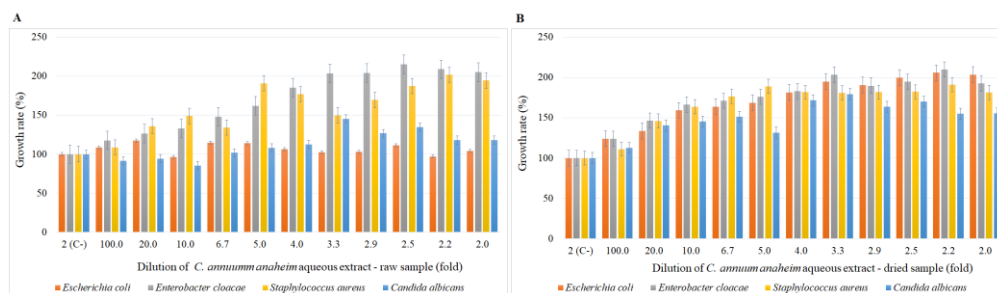 A
250
200
150
100
50
0
Growth rate (%)
2 (C-) 100.0 20.0 10.0 6.7 5.0 4.0 3.3 2.9 2.5 2.2 2.0
Dilution of C. annuumm anaheim aqueous extract - raw sample (fold)
Escherichia coli Enterobacter cloacae Staphylococcus aureus Candida albicans
B
250
200
150
100
50
0
Growth rate (%)
2 (C-) 100.0 20.0 10.0 6.7 5.0 4.0 3.3 2.9 2.5 2.2 2.0
Dilution of C. annuum anaheim aqueous extract - dried sample (fold)
Escherichia coli Enterobacter cloacae Staphylococcus aureus Candida albicans